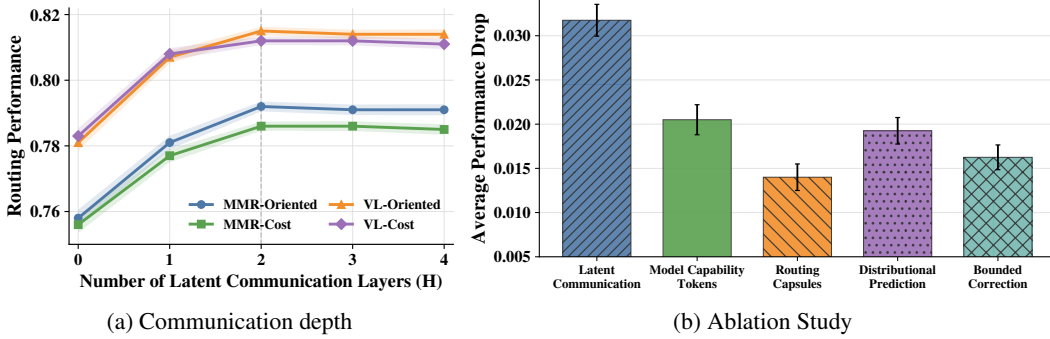 0.82
0.80
0.78
0.76
Routing Performance
MMR-Oriented
MMR-Cost
VL-Oriented
VL-Cost
0
1
2
3
4
Number of Latent Communication Layers (H)
(a) Communication depth
0.030
0.025
0.020
0.015
0.010
0.005
Average Performance Drop
Latent
Communication
Model Capability
Tokens
Routing
Capsules
Distributional
Prediction
Bounded
Correction
(b) Ablation Study